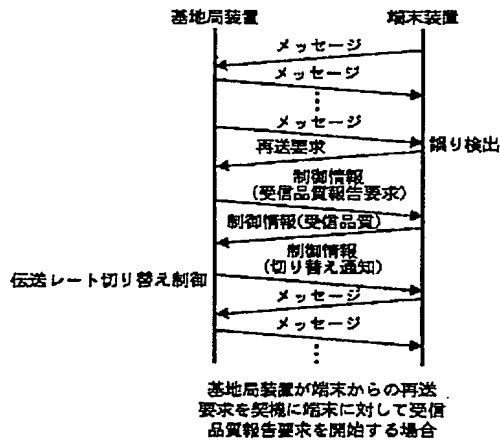 基地局装置
端末装置
メッセージ
メッセージ
メッセージ
誤り検出
再送要求
制御情報
(受信品質報告要求)
制御情報(受信品質)
制御情報
(切り替え通知)
伝送レート切り替え制御
メッセージ
メッセージ
基地局装置が端末からの再送
要求を契機に端末に対して受信
品質報告要求を開始する場合